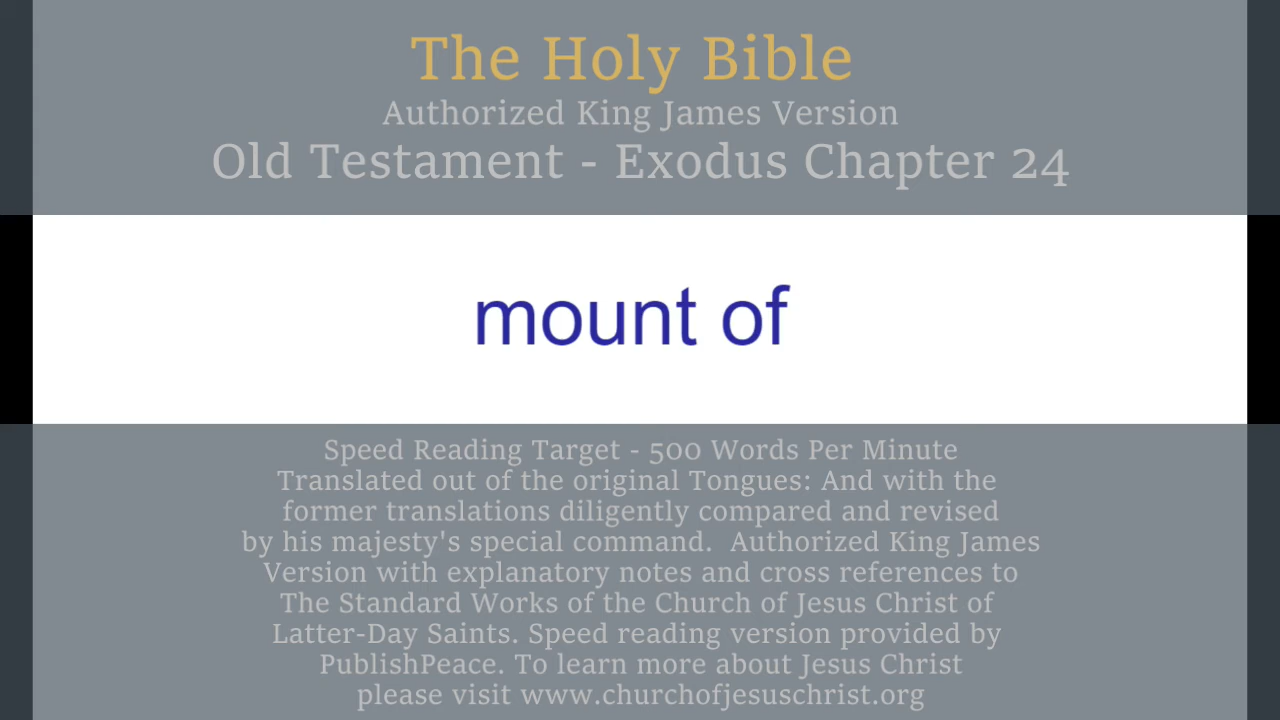 The Holy Bible
Authorized King James Version
Old Testament - Exodus Chapter 24
mount of
Speed Reading Target - 500 Words Per Minute
Translated out of the original Tongues: And with the
former translations diligently compared and revised
by his majesty's special command.  Authorized King James
Version with explanatory notes and cross references to
The Standard Works of the Church of Jesus Christ of
Latter-Day Saints. Speed reading version provided by
PublishPeace. To learn more about Jesus Christ
please visit www.churchofjesuschrist.org